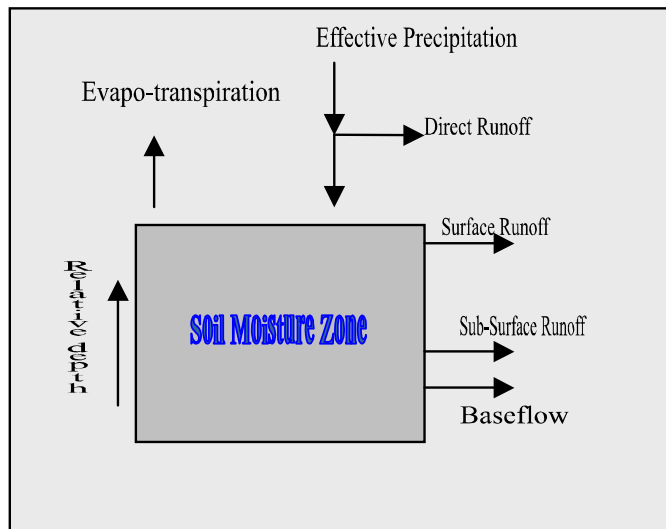 Effective Precipitation
Evapo-transpiration
Direct Runoff
Surface Runoff
Relative depth
Soil Moisture Zone
Sub-Surface Runoff
Baseflow